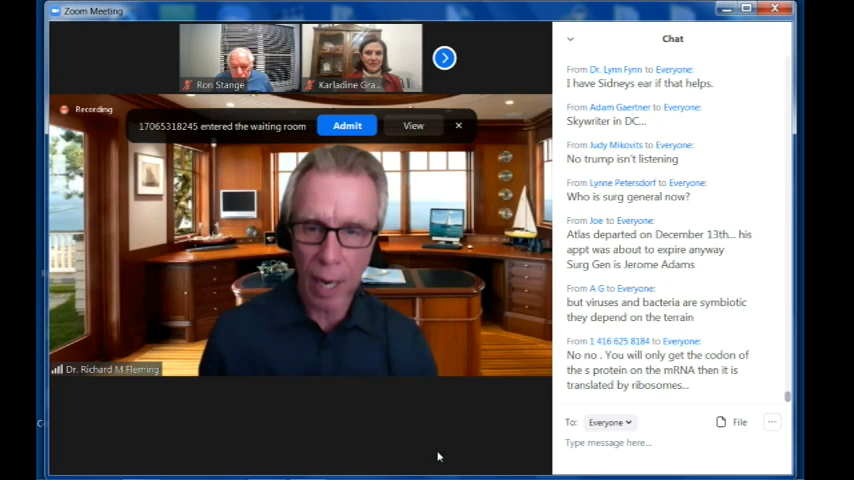 Zoom Meeting
Ron Stange
Karladine Gra...
Recording
17065318245 entered the waiting room
Admit
View
Dr. Richard M Fleming
Chat
From Dr. Lynn Fynn to Everyone:
I have Sidneys ear if that helps.
From Adam Gaertner to Everyone:
Skywriter in DC...
From Judy Mikovits to Everyone:
No trump isn't listening
From Lynne Petersdorf to Everyone:
Who is surg general now?
From Joe to Everyone:
Atlas departed on December 13th... his
appt was about to expire anyway
Surg Gen is Jerome Adams
From A G to Everyone:
but viruses and bacteria are symbiotic
they depend on the terrain
From 1 416 625 8184 to Everyone:
No no . You will only get the codon of
the s protein on the mRNA then it is
translated by ribosomes...
To: Everyone
File
Type message here...